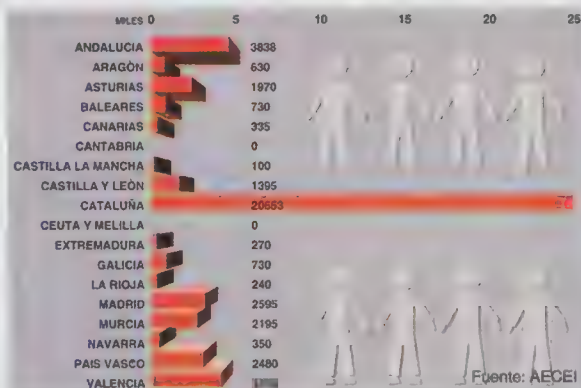 MILES 0 5 10 15 20 25
ANDALUCIA 3838
ARAGÒN 630
ASTURIAS 1970
BALEARES 730
CANARIAS 335
CANTABRIA 0
CASTILLA LA MANCHA 100
CASTILLA Y LEÒN 1395
CATALUÑA 20663
CEUTA Y MELILLA 0
EXTREMADURA 270
GALICIA 730
LA RIOJA 240
MADRID 2595
MURCIA 2195
NAVARRA 350
PAIS VASCO 2480
VALENCIA
Fuente: AECEI